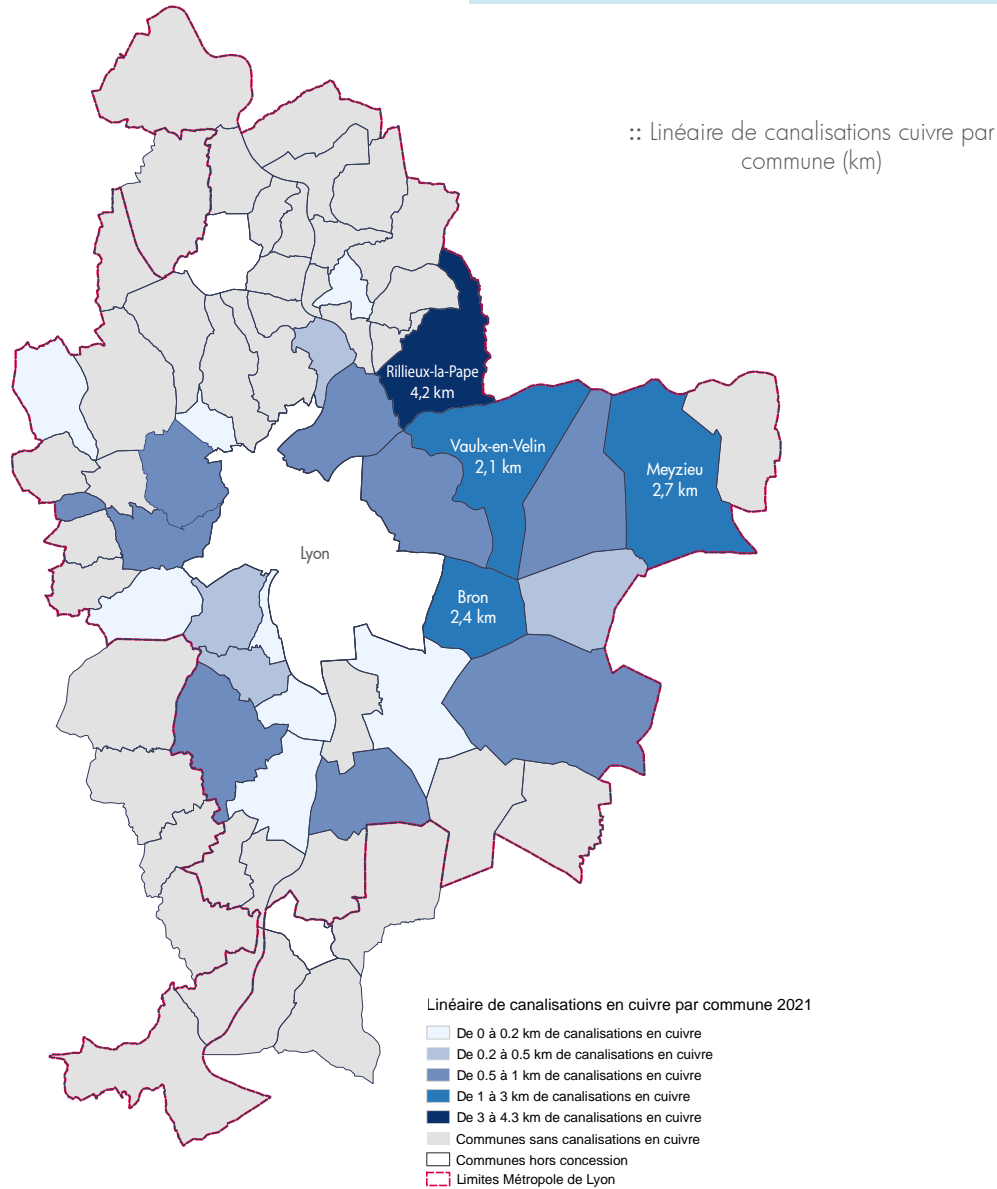 :: Linéaire de canalisations cuivre par
commune (km)
Rillieux-la-Pape
4,2 km
Vaulx-en-Velin
2,1 km
Meyzieu
2,7 km
Lyon
Bron
2,4 km
Linéaire de canalisations en cuivre par commune 2021
De 0 à 0.2 km de canalisations en cuivre
De 0.2 à 0.5 km de canalisations en cuivre
De 0.5 à 1 km de canalisations en cuivre
De 1 à 3 km de canalisations en cuivre
De 3 à 4.3 km de canalisations en cuivre
Communes sans canalisations en cuivre
Communes hors concession
Limites Métropole de Lyon